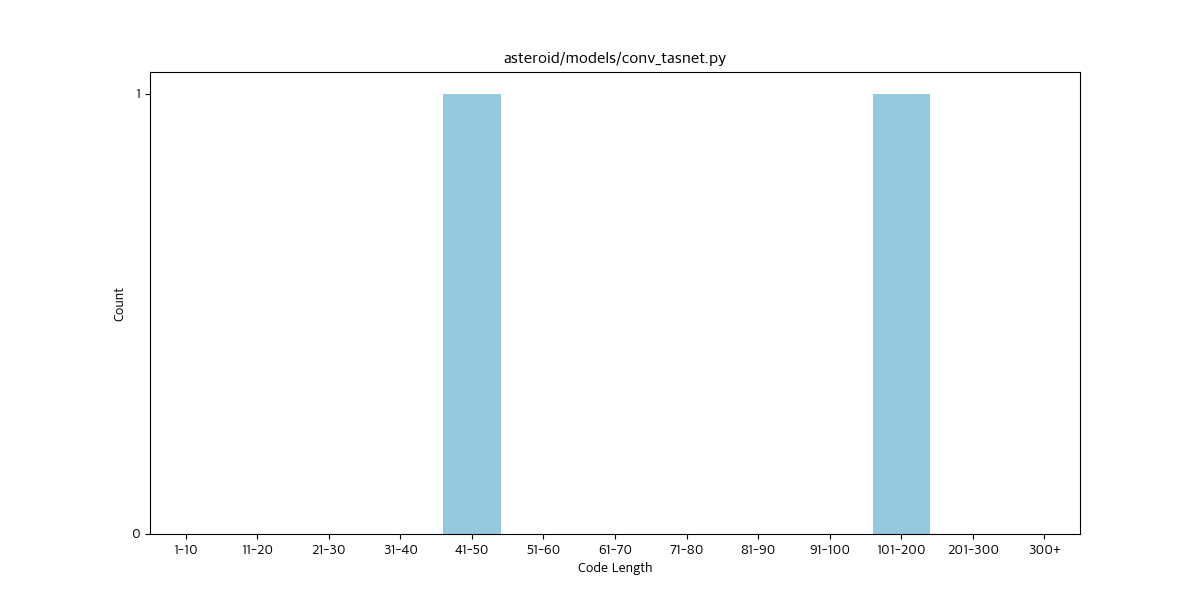 asteroid/models/conv_tasnet.py
1
Count
0
1-10 11-20 21-30 31-40 41-50 51-60 61-70 71-80 81-90 91-100 101-200 201-300 300+
Code Length